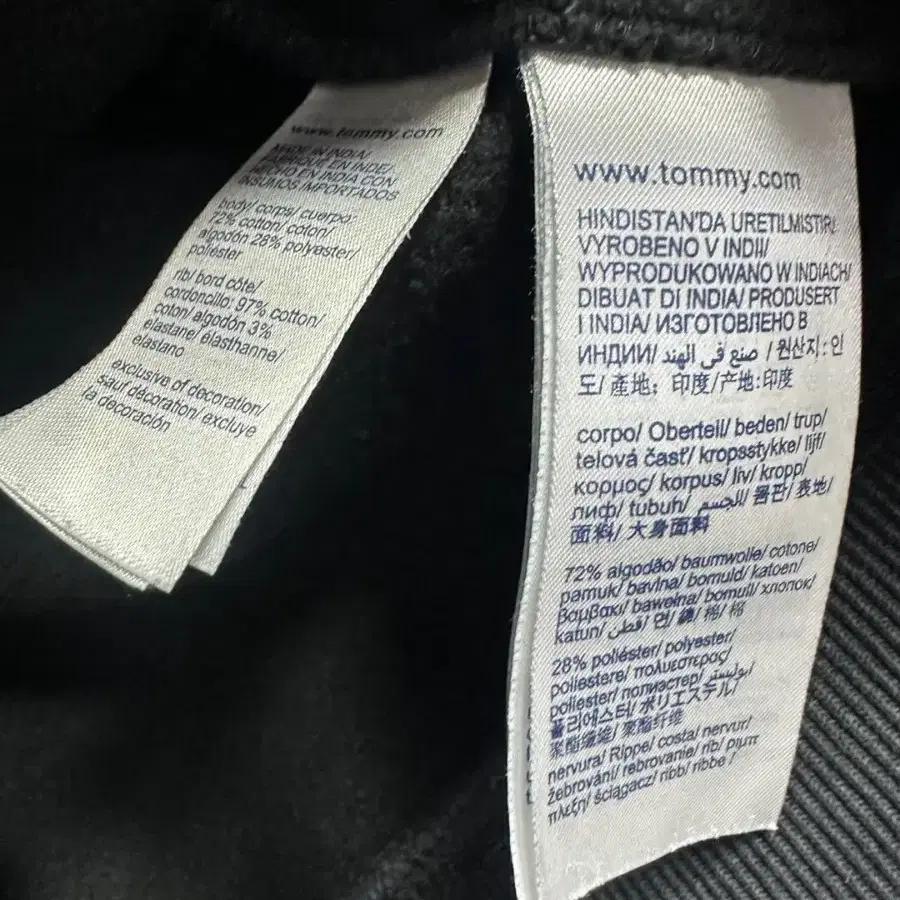 www.tommy.com
MADE IN INDIA/
FABRIQUE EN INDE/
HECHO EN INDIA CON
INSUMOS IMPORTADOS
body/ corps/ cuerpo:
72% cotton/ coton/
algodón 28% polyester/
poliester
rib/ bord côte/
cordoncillo: 97% cotton/
coton/ algodón 3%
elastane/ élasthanne/
elastano
exclusive of decoration/
sauf décoration/ excluye
la decoración
www.tommy.com
HINDISTAN'DA URETILMISTIR/
VYROBENO V INDII/
WYPRODUKOWANO W INDIACH/
DIBUAT DI INDIA/ PRODUSERT
I INDIA/ ИЗГОТОВЛЕНО В
ИНДИИ/ صنع في الهند / 원산지: 인
도/ 產地: 印度/产地:印度
corpo/ Oberteil/ beden/ trup/
telová časť/ kropsstykke/ lijf/
κορμος/ korpus/ liv/ kropp/
лиф/ tubuh/ الجسم/ 몸판/ 表地/
面料/ 大身面料
72% algodão/ baumwolle/ cotone/
pamuk/ bavlna/ bomuld/ katoen/
βαμβακι/ bawełna/ bomull/ хлопок/
katun/ قطن/ 면/ 綿/ 棉/ 棉
28% poliéster/ polyester/
poliestere/ πολυεστερας/
poliester/ полиэстер/ بوليستر/
폴리에스터/ ポリエステル/
聚酯纖維/ 聚酯纤维
nervura/ Rippe/ costa/ nervur/
žebrování/ rebrovanie/ rib/ ριμπ
πλεξη/ ściągacz/ ribb/ ribbe /